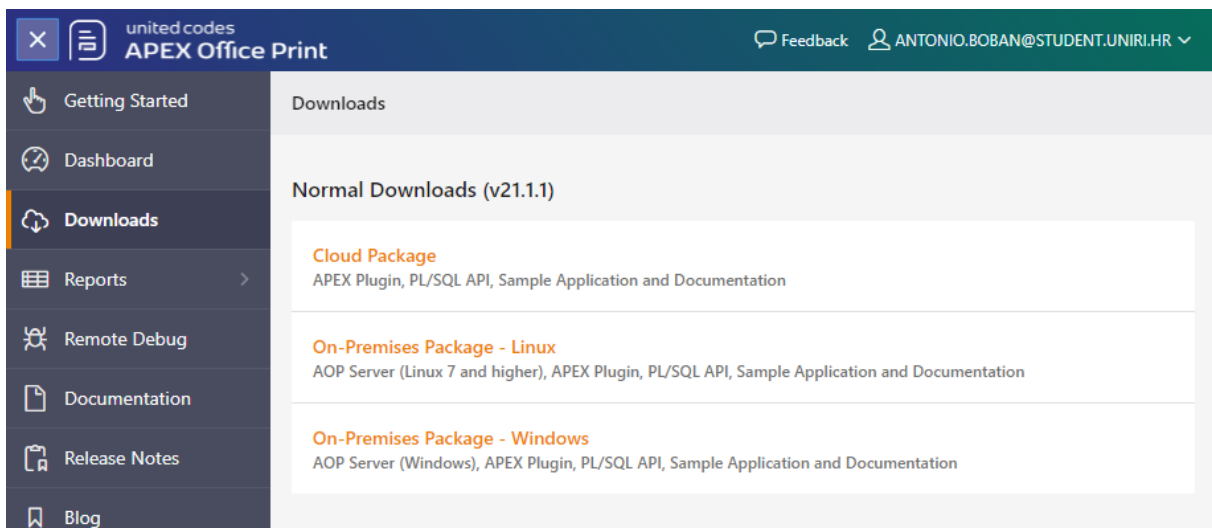 united codes
APEX Office Print
Feedback
ANTONIO.BOBAN@STUDENT.UNIRI.HR
Getting Started
Dashboard
Downloads
Reports
Remote Debug
Documentation
Release Notes
Blog
Downloads
Normal Downloads (v21.1.1)
Cloud Package
APEX Plugin, PL/SQL API, Sample Application and Documentation
On-Premises Package - Linux
AOP Server (Linux 7 and higher), APEX Plugin, PL/SQL API, Sample Application and Documentation
On-Premises Package - Windows
AOP Server (Windows), APEX Plugin, PL/SQL API, Sample Application and Documentation